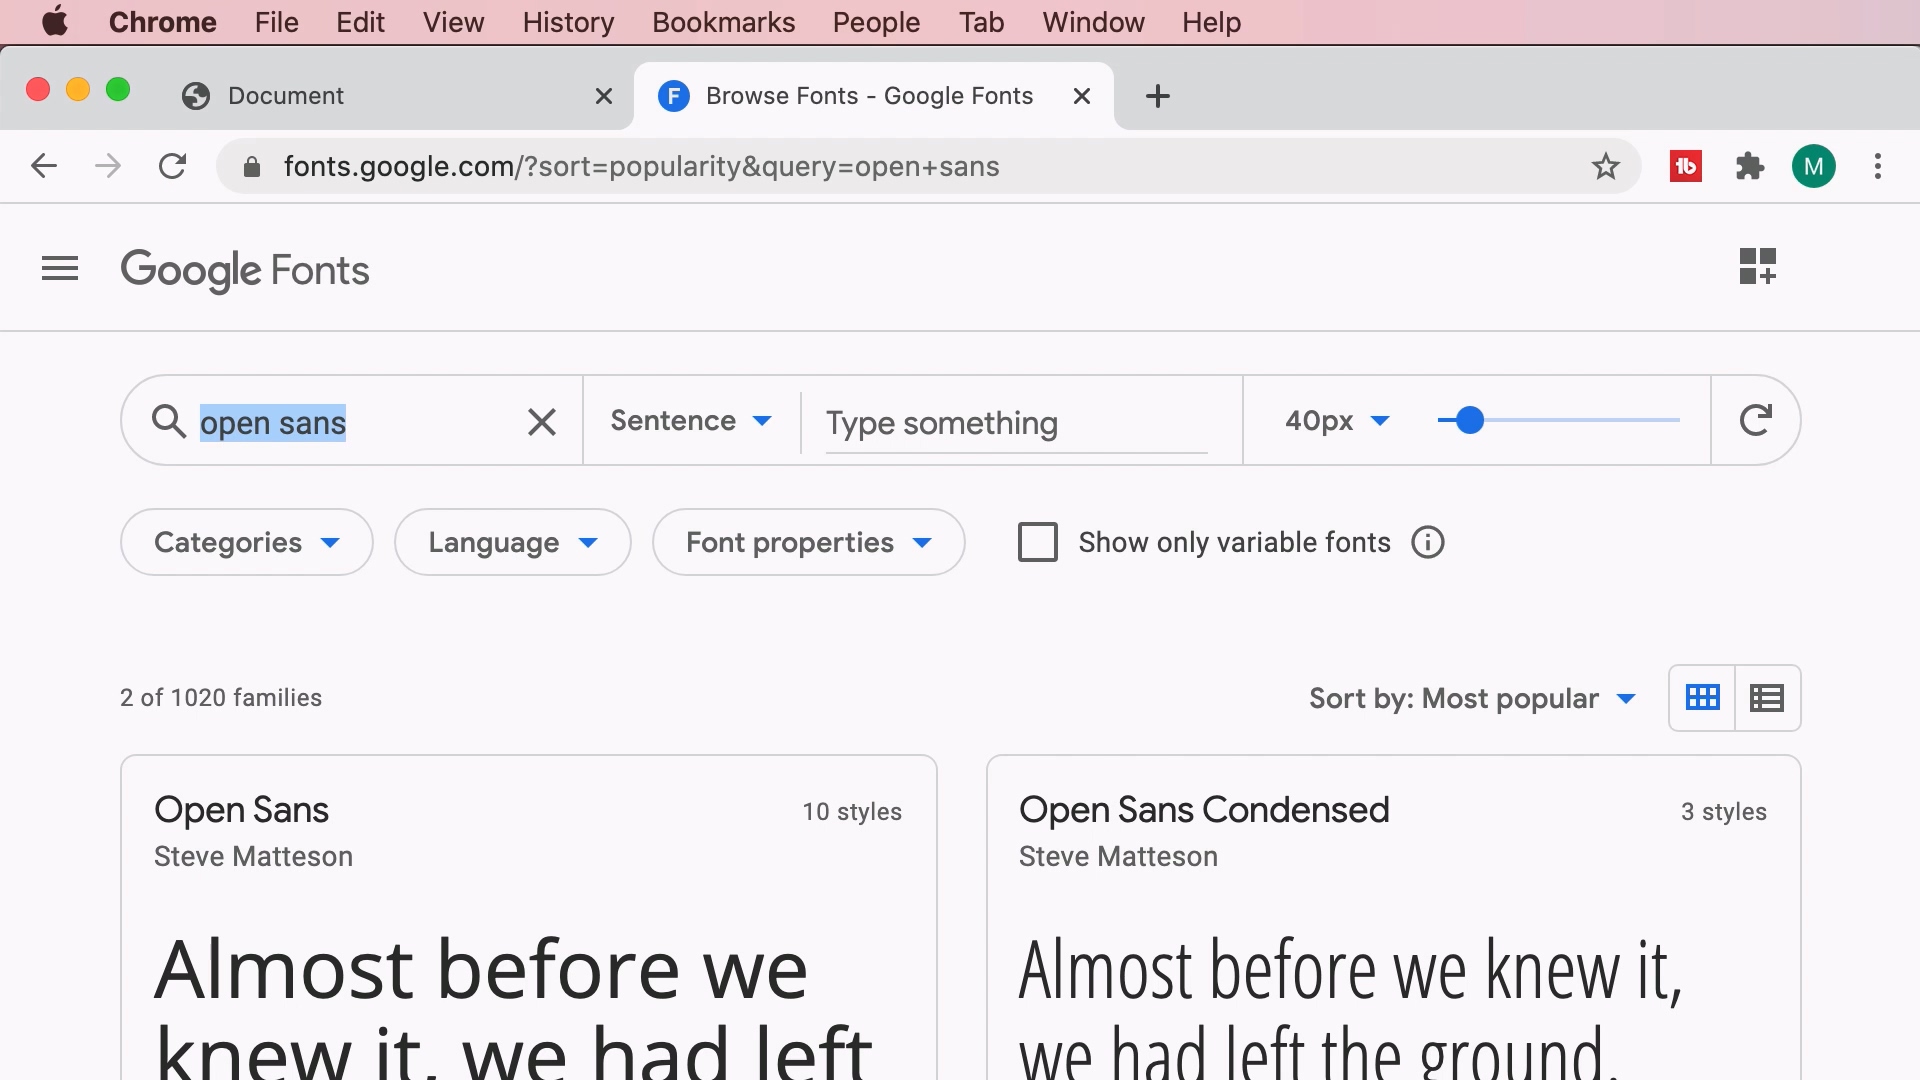 Chrome File Edit View History Bookmarks People Tab Window Help
Document
F Browse Fonts - Google Fonts
fonts.google.com/?sort=popularity&query=open+sans
M
Google Fonts
open sans Sentence Type something 40px
Categories Language Font properties Show only variable fonts
2 of 1020 families Sort by: Most popular
Open Sans 10 styles
Steve Matteson
Almost before we
knew it, we had left
Open Sans Condensed 3 styles
Steve Matteson
Almost before we knew it,
we had left the ground.